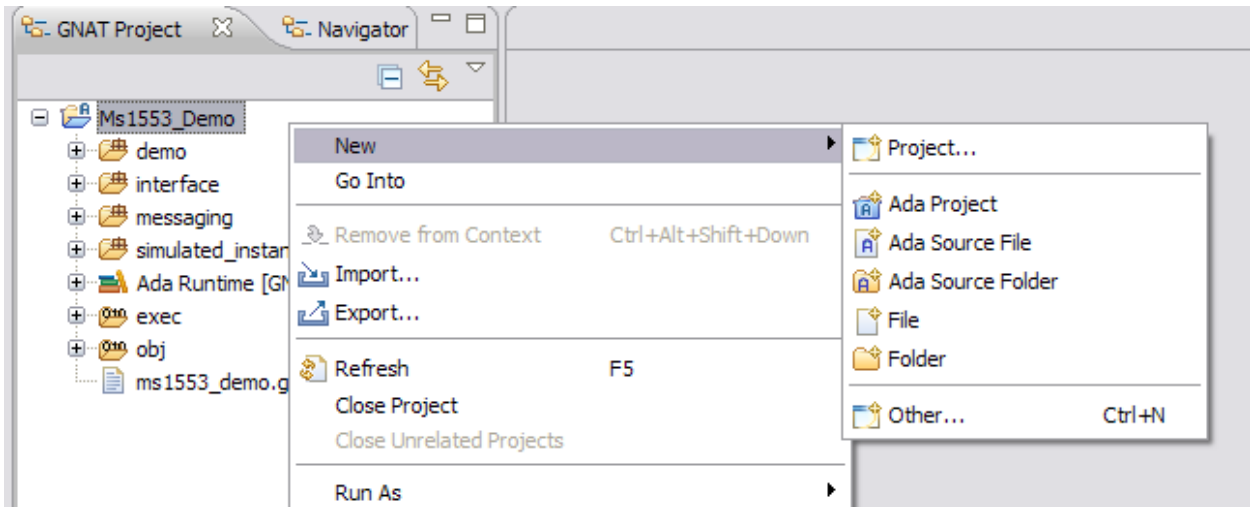 GNAT Project
Navigator
Ms1553_Demo
demo
interface
messaging
simulated_instan
Ada Runtime [GN
exec
obj
ms1553_demo.g
New
Go Into
Remove from Context Ctrl+Alt+Shift+Down
Import...
Export...
Refresh F5
Close Project
Close Unrelated Projects
Run As
Project...
Ada Project
Ada Source File
Ada Source Folder
File
Folder
Other... Ctrl+N